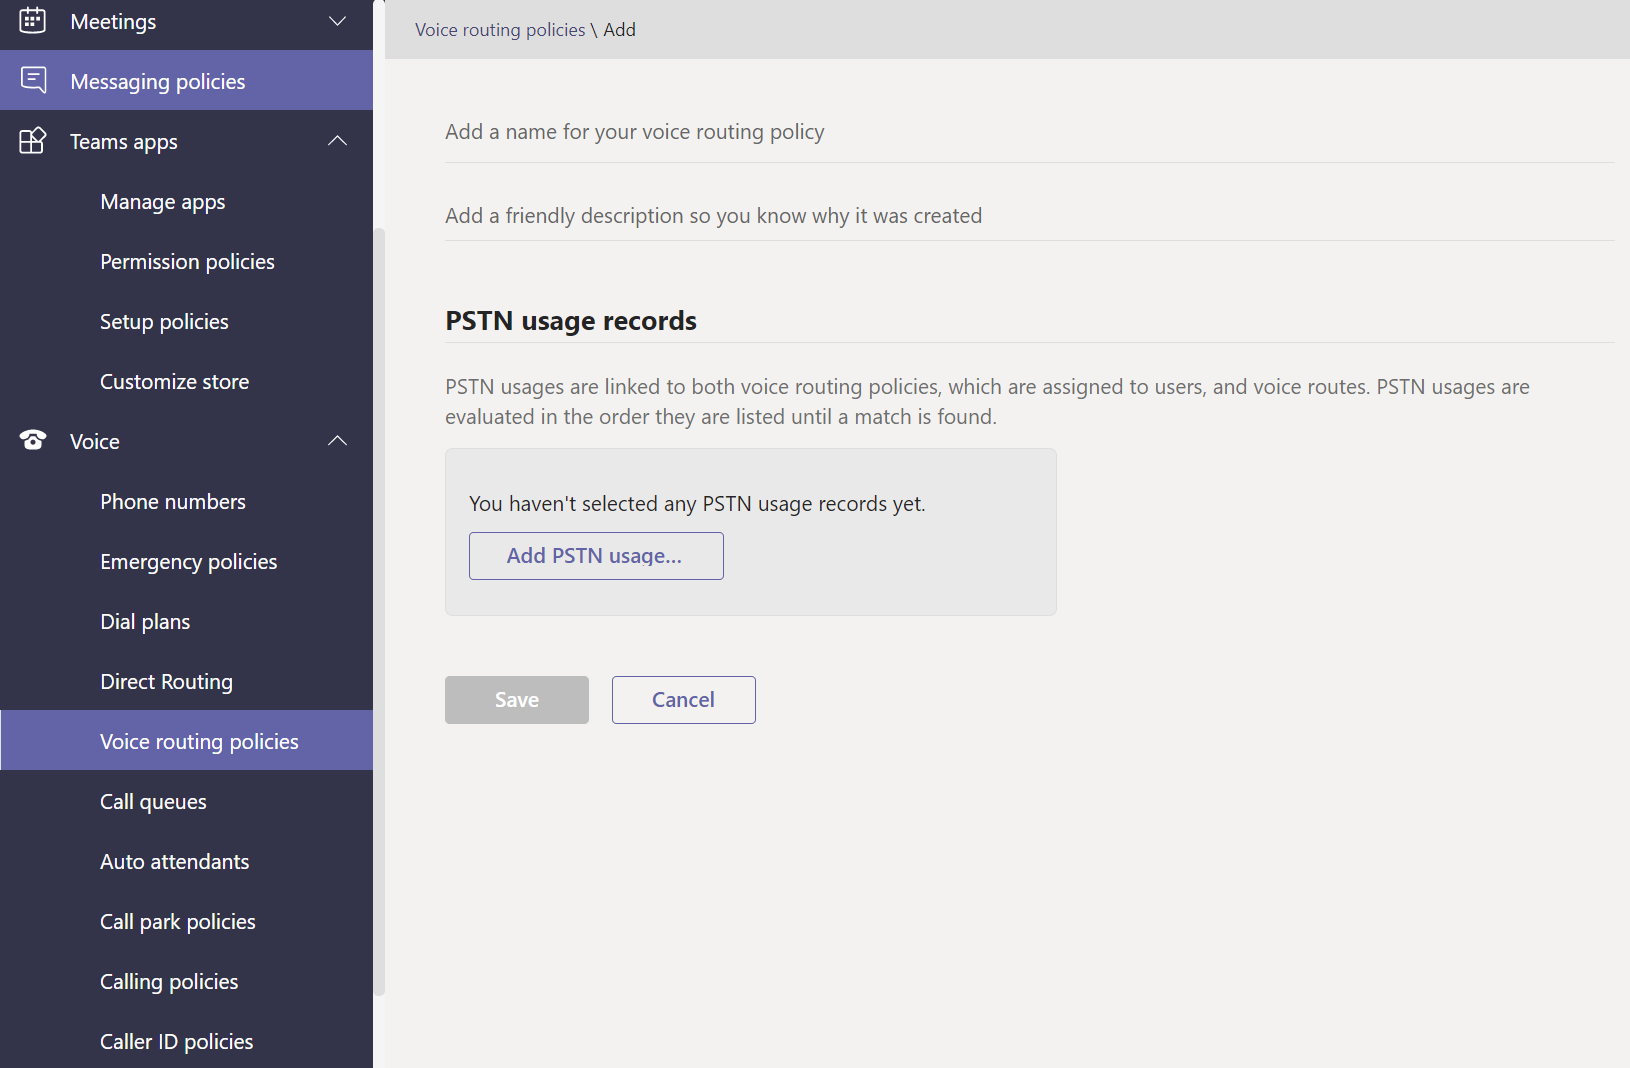 Meetings
Messaging policies
Teams apps
Manage apps
Permission policies
Setup policies
Customize store
Voice
Phone numbers
Emergency policies
Dial plans
Direct Routing
Voice routing policies
Call queues
Auto attendants
Call park policies
Calling policies
Caller ID policies
Voice routing policies \ Add
Add a name for your voice routing policy
Add a friendly description so you know why it was created
PSTN usage records
PSTN usages are linked to both voice routing policies, which are assigned to users, and voice routes. PSTN usages are
evaluated in the order they are listed until a match is found.
You haven't selected any PSTN usage records yet.
Add PSTN usage...
Save
Cancel